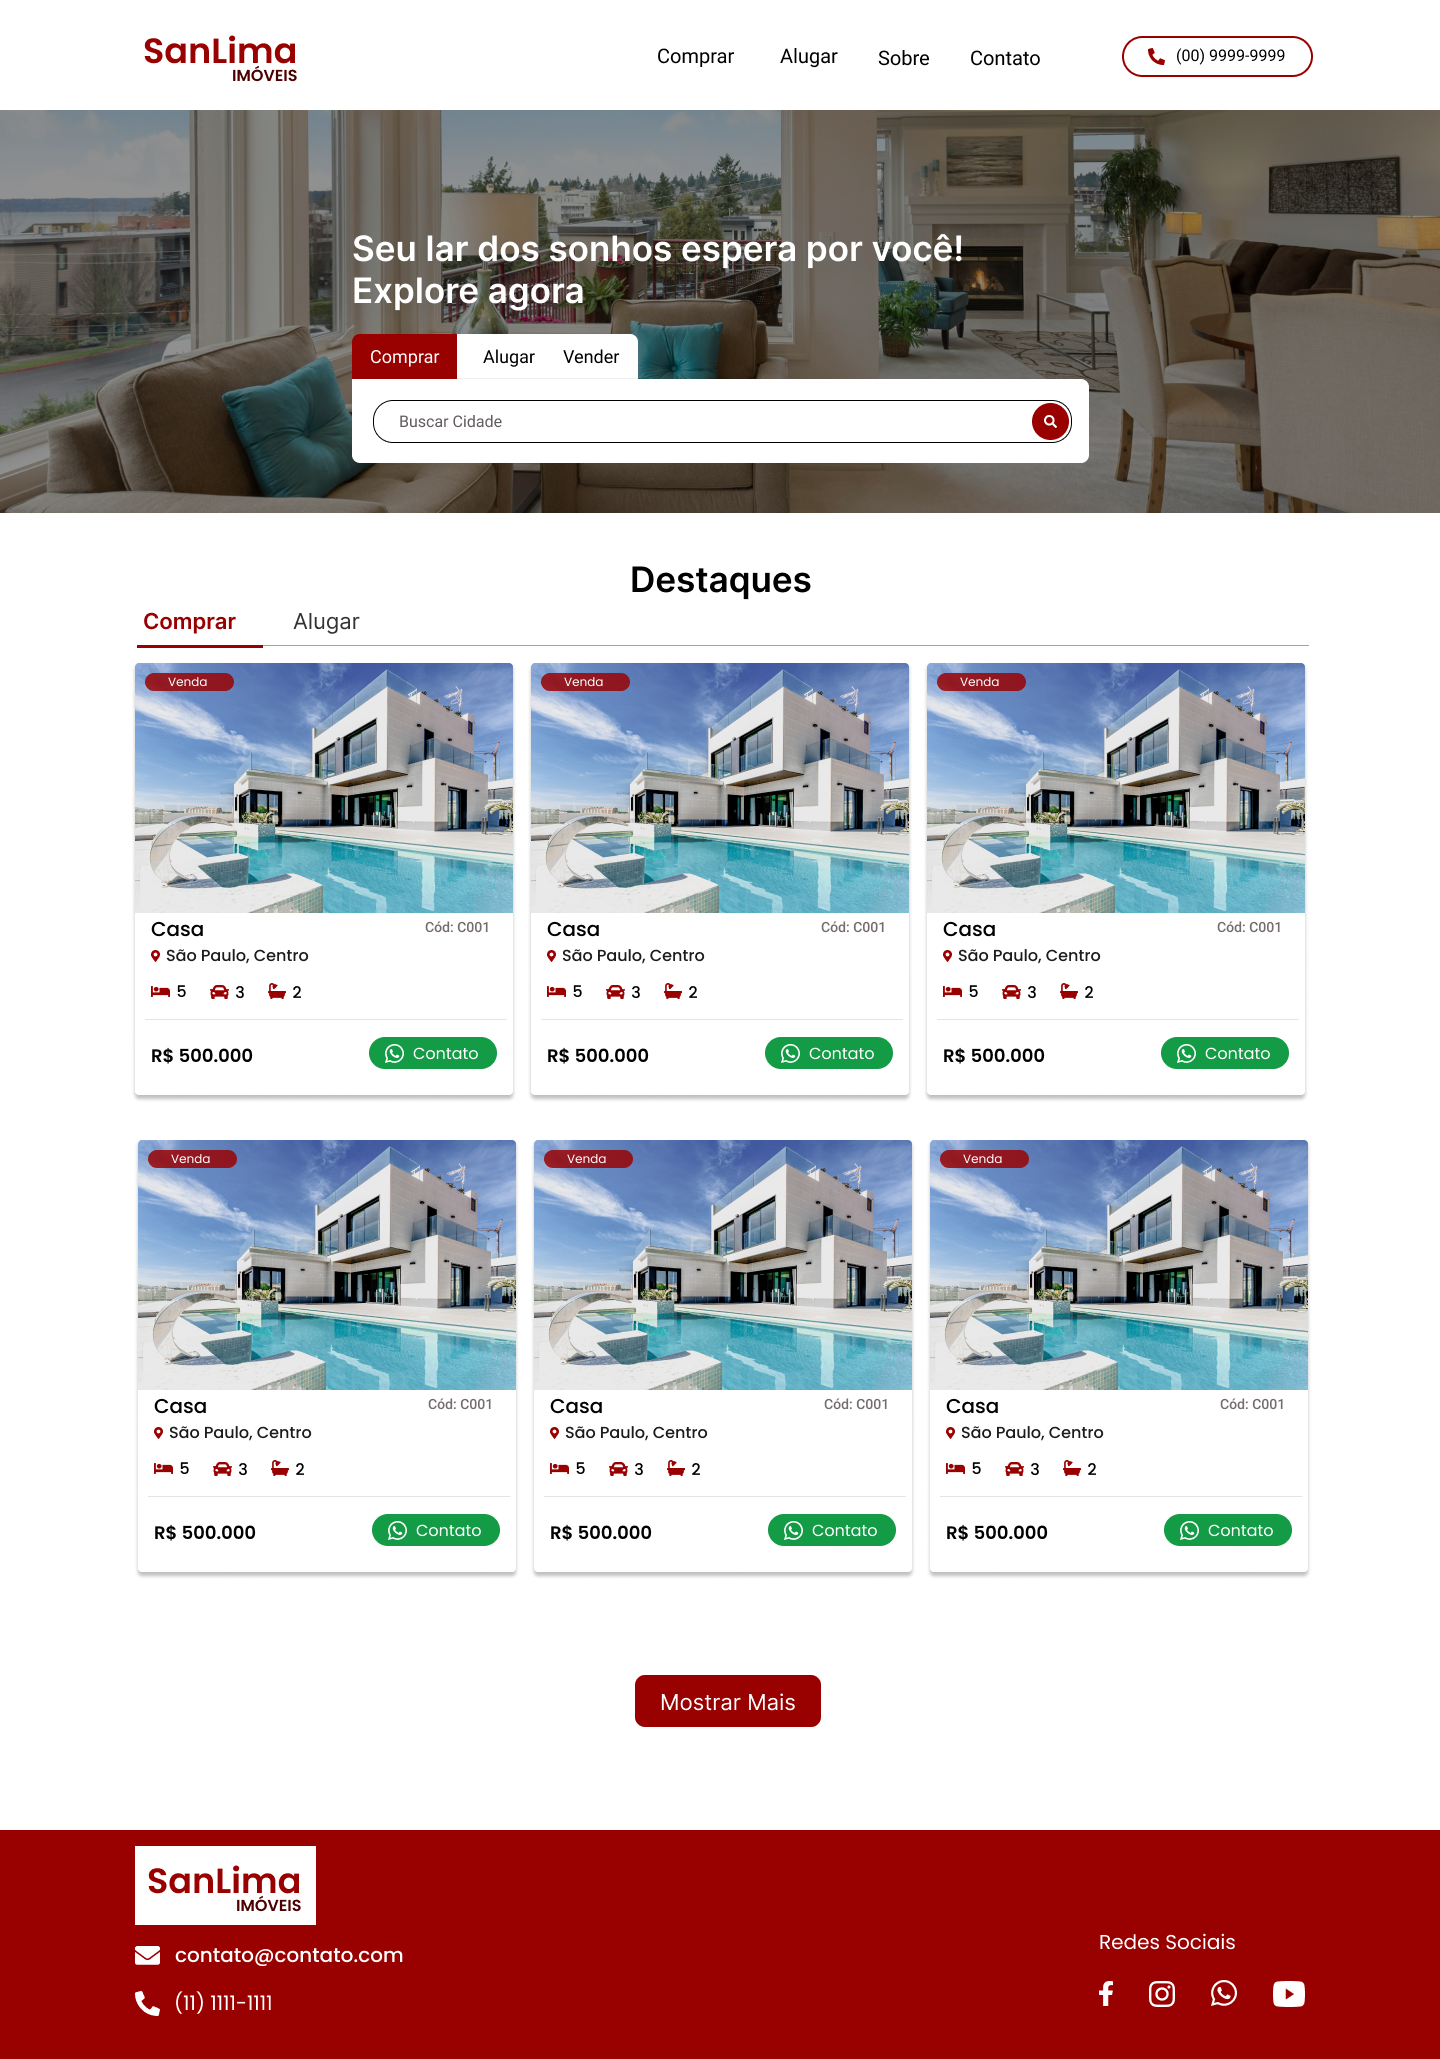 SanLima
IMÓVEIS
Comprar Alugar Sobre Contato
(00) 9999-9999
Seu lar dos sonhos espera por você!
Explore agora
Comprar Alugar Vender
Buscar Cidade
Destaques
Comprar Alugar
Venda
Casa Cód: C001
São Paulo, Centro
5 3 2
R$ 500.000 Contato
Venda
Casa Cód: C001
São Paulo, Centro
5 3 2
R$ 500.000 Contato
Venda
Casa Cód: C001
São Paulo, Centro
5 3 2
R$ 500.000 Contato
Venda
Casa Cód: C001
São Paulo, Centro
5 3 2
R$ 500.000 Contato
Venda
Casa Cód: C001
São Paulo, Centro
5 3 2
R$ 500.000 Contato
Venda
Casa Cód: C001
São Paulo, Centro
5 3 2
R$ 500.000 Contato
Mostrar Mais
SanLima
IMÓVEIS
contato@contato.com
(11) 1111-1111
Redes Sociais